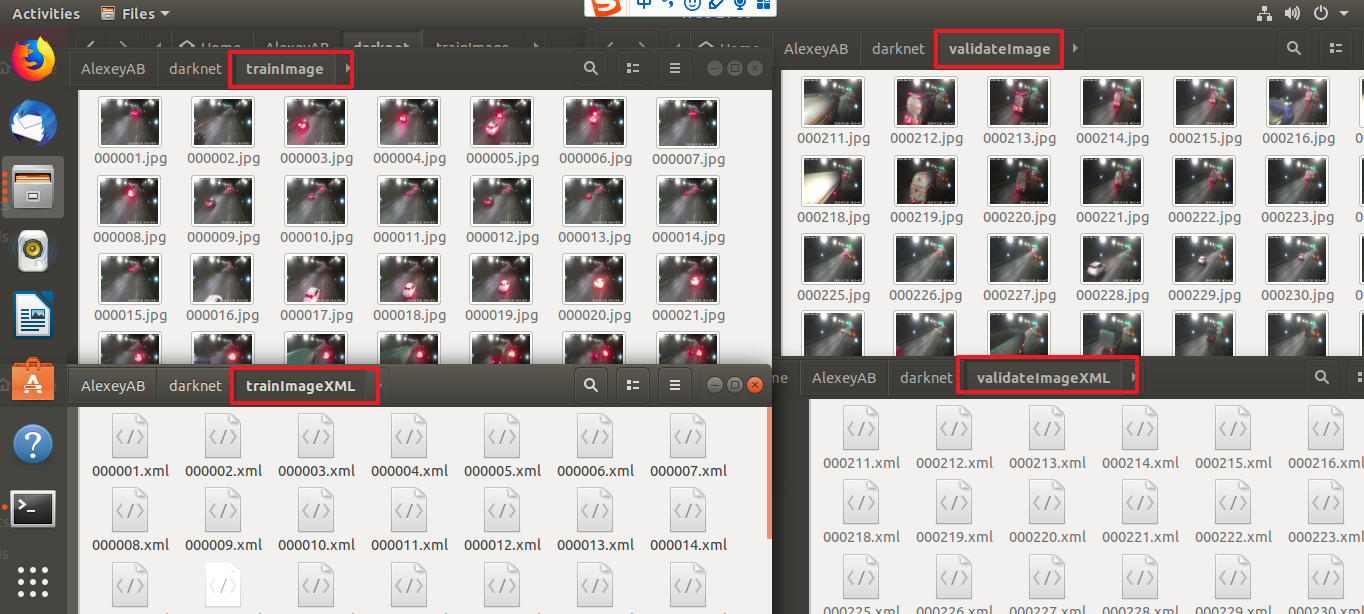 Activities Files
AlexeyAB darknet trainImage
000001.jpg 000002.jpg 000003.jpg 000004.jpg 000005.jpg 000006.jpg 000007.jpg
000008.jpg 000009.jpg 000010.jpg 000011.jpg 000012.jpg 000013.jpg 000014.jpg
000015.jpg 000016.jpg 000017.jpg 000018.jpg 000019.jpg 000020.jpg 000021.jpg
AlexeyAB darknet validateImage
000211.jpg 000212.jpg 000213.jpg 000214.jpg 000215.jpg 000216.jpg
000218.jpg 000219.jpg 000220.jpg 000221.jpg 000222.jpg 000223.jpg
000225.jpg 000226.jpg 000227.jpg 000228.jpg 000229.jpg 000230.jpg
AlexeyAB darknet trainImageXML
000001.xml 000002.xml 000003.xml 000004.xml 000005.xml 000006.xml 000007.xml
000008.xml 000009.xml 000010.xml 000011.xml 000012.xml 000013.xml 000014.xml
AlexeyAB darknet validateImageXML
000211.xml 000212.xml 000213.xml 000214.xml 000215.xml 000216.xml
000218.xml 000219.xml 000220.xml 000221.xml 000222.xml 000223.xml
000225.xml 000226.xml 000227.xml 000228.xml 000229.xml 000230.xml